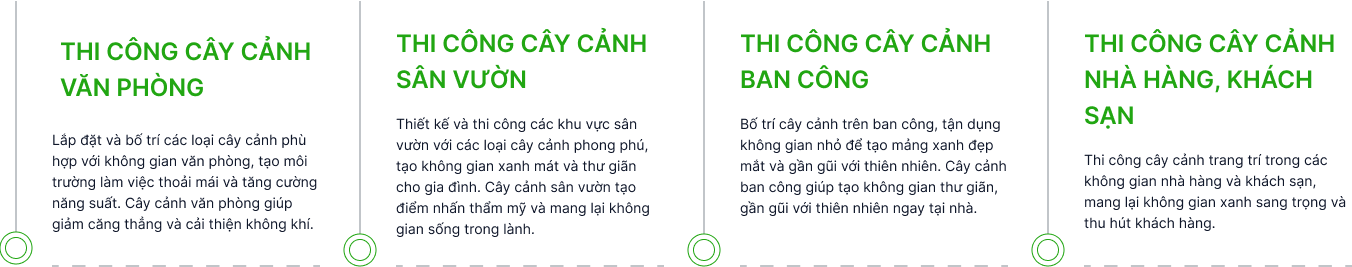 THI CÔNG CÂY CẢNH
VĂN PHÒNG
Lắp đặt và bố trí các loại cây cảnh phù
hợp với không gian văn phòng, tạo môi
trường làm việc thoải mái và tăng cường
năng suất. Cây cảnh văn phòng giúp
giảm căng thẳng và cải thiện không khí.
THI CÔNG CÂY CẢNH
SÂN VƯỜN
Thiết kế và thi công các khu vực sân
vườn với các loại cây cảnh phong phú,
tạo không gian xanh mát và thư giãn
cho gia đình. Cây cảnh sân vườn tạo
điểm nhấn thẩm mỹ và mang lại không
gian sống trong lành.
THI CÔNG CÂY CẢNH
BAN CÔNG
Bố trí cây cảnh trên ban công, tận dụng
không gian nhỏ để tạo mảng xanh đẹp
mắt và gần gũi với thiên nhiên. Cây cảnh
ban công giúp tạo không gian thư giãn,
gần gũi với thiên nhiên ngay tại nhà.
THI CÔNG CÂY CẢNH
NHÀ HÀNG, KHÁCH
SẠN
Thi công cây cảnh trang trí trong các
không gian nhà hàng và khách sạn,
mang lại không gian xanh sang trọng và
thu hút khách hàng.